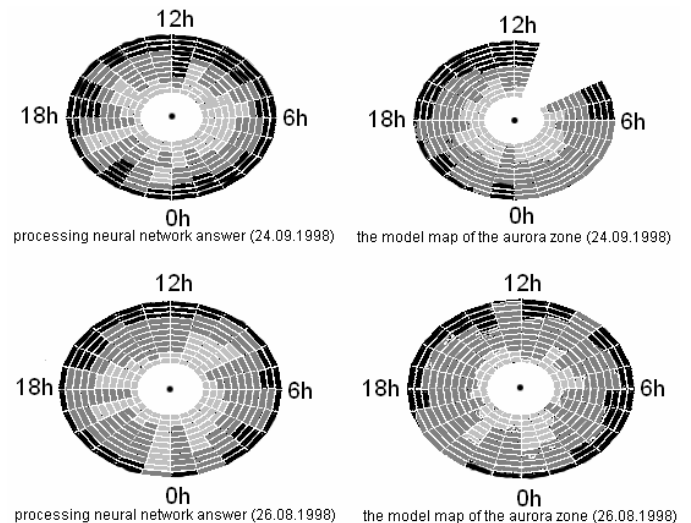 12h
12h
18h
6h
18h
6h
0h
0h
processing neural network answer (24.09.1998)
the model map of the aurora zone (24.09.1998)
12h
12h
18h
6h
18h
6h
0h
0h
processing neural network answer (26.08.1998)
the model map of the aurora zone (26.08.1998)